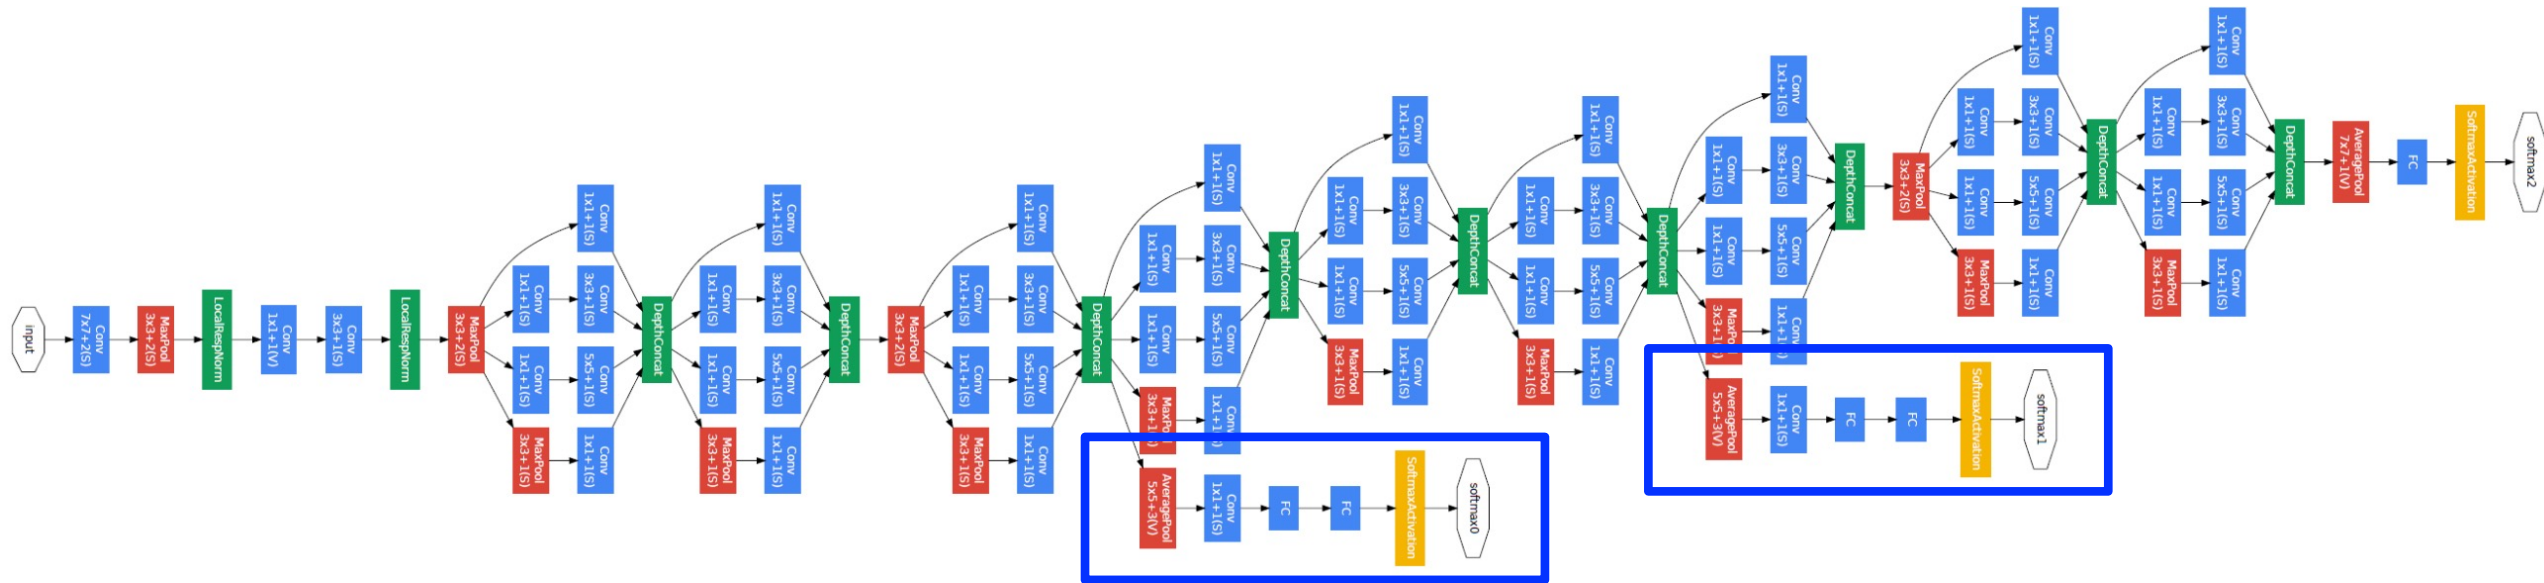 input
Conv
7x7+2(S)
MaxPool
3x3+2(S)
LocalRespNorm
Conv
1x1+1(V)
Conv
3x3+1(S)
LocalRespNorm
MaxPool
3x3+2(S)
Conv
1x1+1(S)
Conv
1x1+1(S)
MaxPool
3x3+1(S)
Conv
1x1+1(S)
Conv
3x3+1(S)
Conv
5x5+1(S)
Conv
1x1+1(S)
DepthConcat
Conv
1x1+1(S)
Conv
1x1+1(S)
MaxPool
3x3+1(S)
Conv
1x1+1(S)
Conv
3x3+1(S)
Conv
5x5+1(S)
Conv
1x1+1(S)
DepthConcat
MaxPool
3x3+2(S)
Conv
1x1+1(S)
Conv
1x1+1(S)
MaxPool
3x3+1(S)
Conv
1x1+1(S)
Conv
3x3+1(S)
Conv
5x5+1(S)
Conv
1x1+1(S)
DepthConcat
Conv
1x1+1(S)
Conv
1x1+1(S)
MaxPool
3x3+1(S)
AveragePool
5x5+3(V)
Conv
1x1+1(S)
Conv
3x3+1(S)
Conv
5x5+1(S)
Conv
1x1+1(S)
Conv
1x1+1(S)
DepthConcat
FC
FC
SoftmaxActivation
softmax0
Conv
1x1+1(S)
Conv
1x1+1(S)
MaxPool
3x3+1(S)
Conv
1x1+1(S)
Conv
3x3+1(S)
Conv
5x5+1(S)
Conv
1x1+1(S)
DepthConcat
Conv
1x1+1(S)
Conv
1x1+1(S)
MaxPool
3x3+1(S)
Conv
1x1+1(S)
Conv
3x3+1(S)
Conv
5x5+1(S)
Conv
1x1+1(S)
DepthConcat
Conv
1x1+1(S)
Conv
1x1+1(S)
MaxPool
3x3+1(S)
AveragePool
5x5+3(V)
Conv
1x1+1(S)
Conv
3x3+1(S)
Conv
5x5+1(S)
Conv
1x1+1(S)
Conv
1x1+1(S)
DepthConcat
FC
FC
SoftmaxActivation
softmax1
MaxPool
3x3+2(S)
Conv
1x1+1(S)
Conv
1x1+1(S)
MaxPool
3x3+1(S)
Conv
1x1+1(S)
Conv
3x3+1(S)
Conv
5x5+1(S)
Conv
1x1+1(S)
DepthConcat
Conv
1x1+1(S)
Conv
1x1+1(S)
MaxPool
3x3+1(S)
Conv
1x1+1(S)
Conv
3x3+1(S)
Conv
5x5+1(S)
Conv
1x1+1(S)
DepthConcat
AveragePool
7x7+1(V)
FC
SoftmaxActivation
softmax2